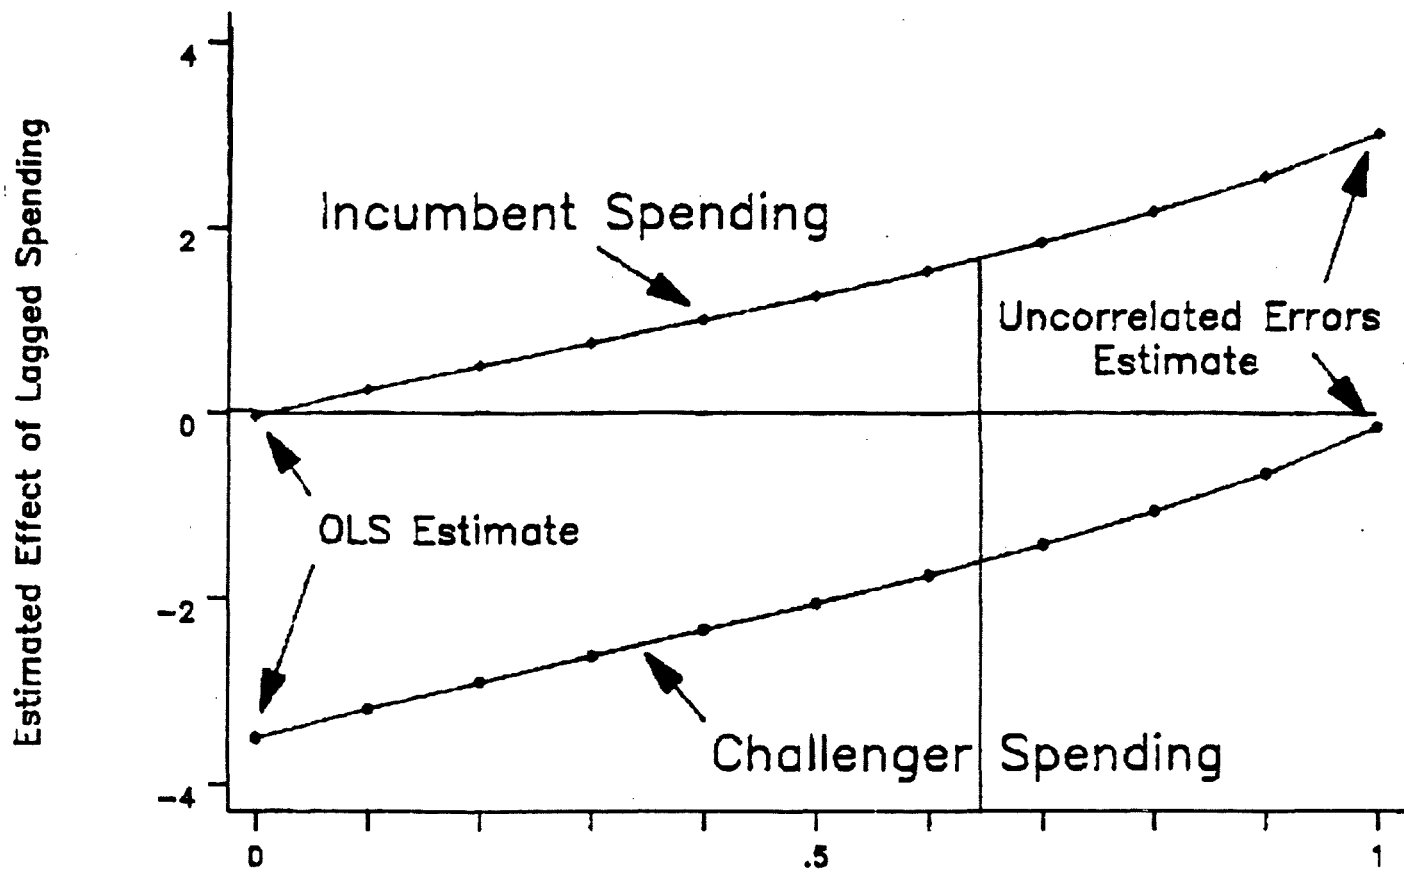 Estimated Effect of Lagged Spending
4
2
0
-2
-4
Incumbent Spending
Uncorrelated Errors
Estimate
OLS Estimate
Challenger Spending
0
.5
1